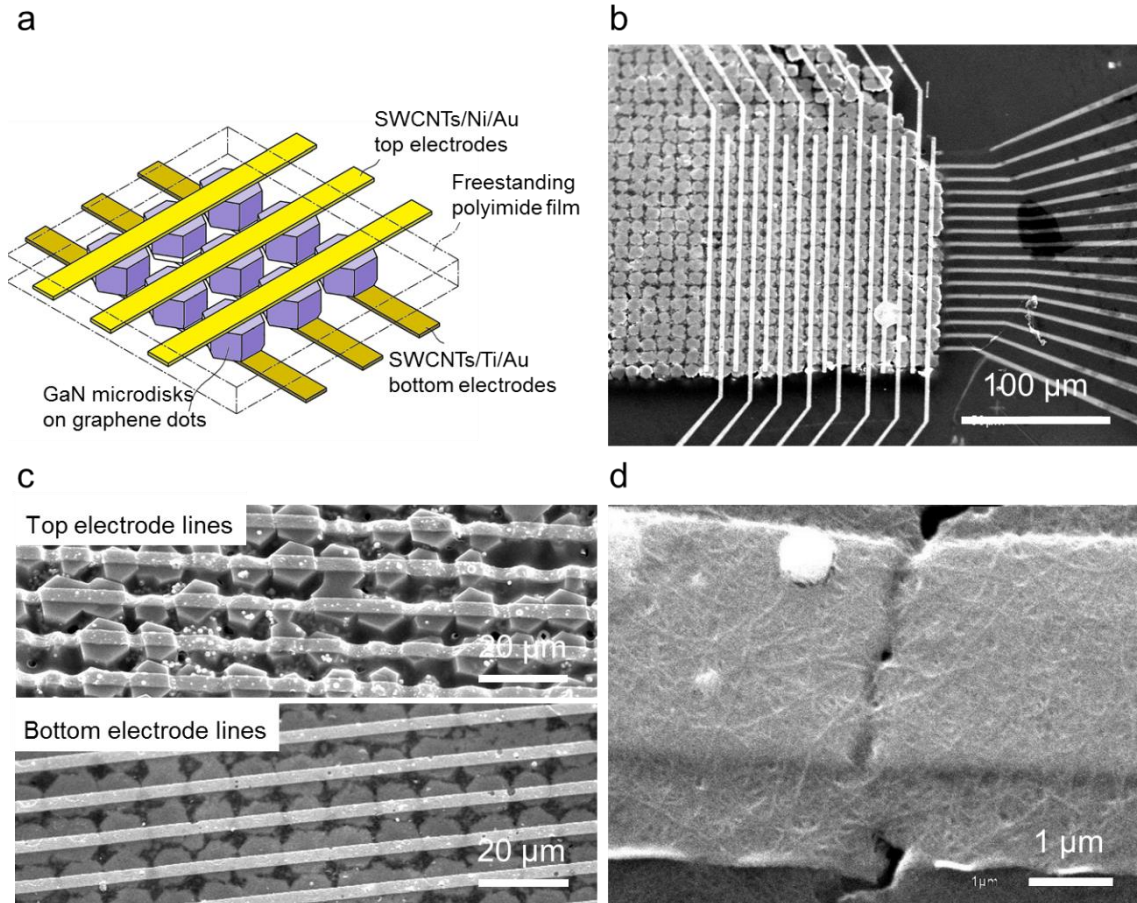 a
SWCNTs/Ni/Au
top electrodes
Freestanding
polyimide film
SWCNTs/Ti/Au
bottom electrodes
GaN microdisks
on graphene dots
b
100 µm
c
Top electrode lines
20 µm
Bottom electrode lines
20 µm
d
1 µm
1µm